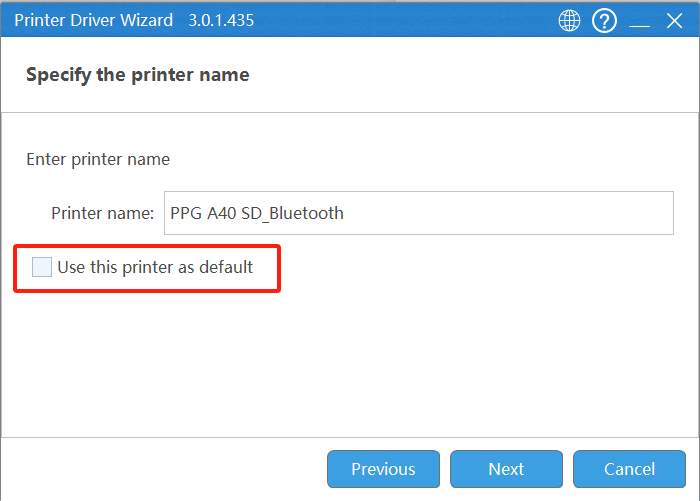 Printer Driver Wizard 3.0.1.435
Specify the printer name
Enter printer name
Printer name: PPG A40 SD_Bluetooth
Use this printer as default
Previous Next Cancel